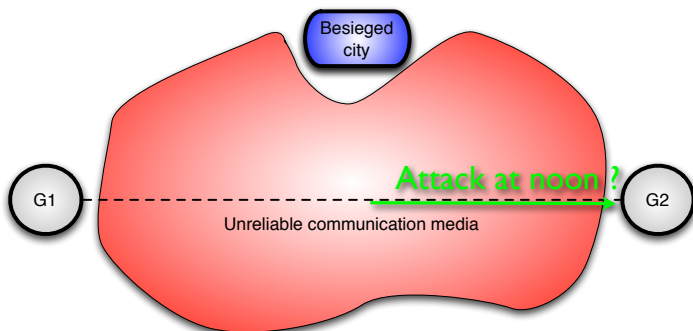 Besieged
city
Attack at noon ?
G1
G2
Unreliable communication media